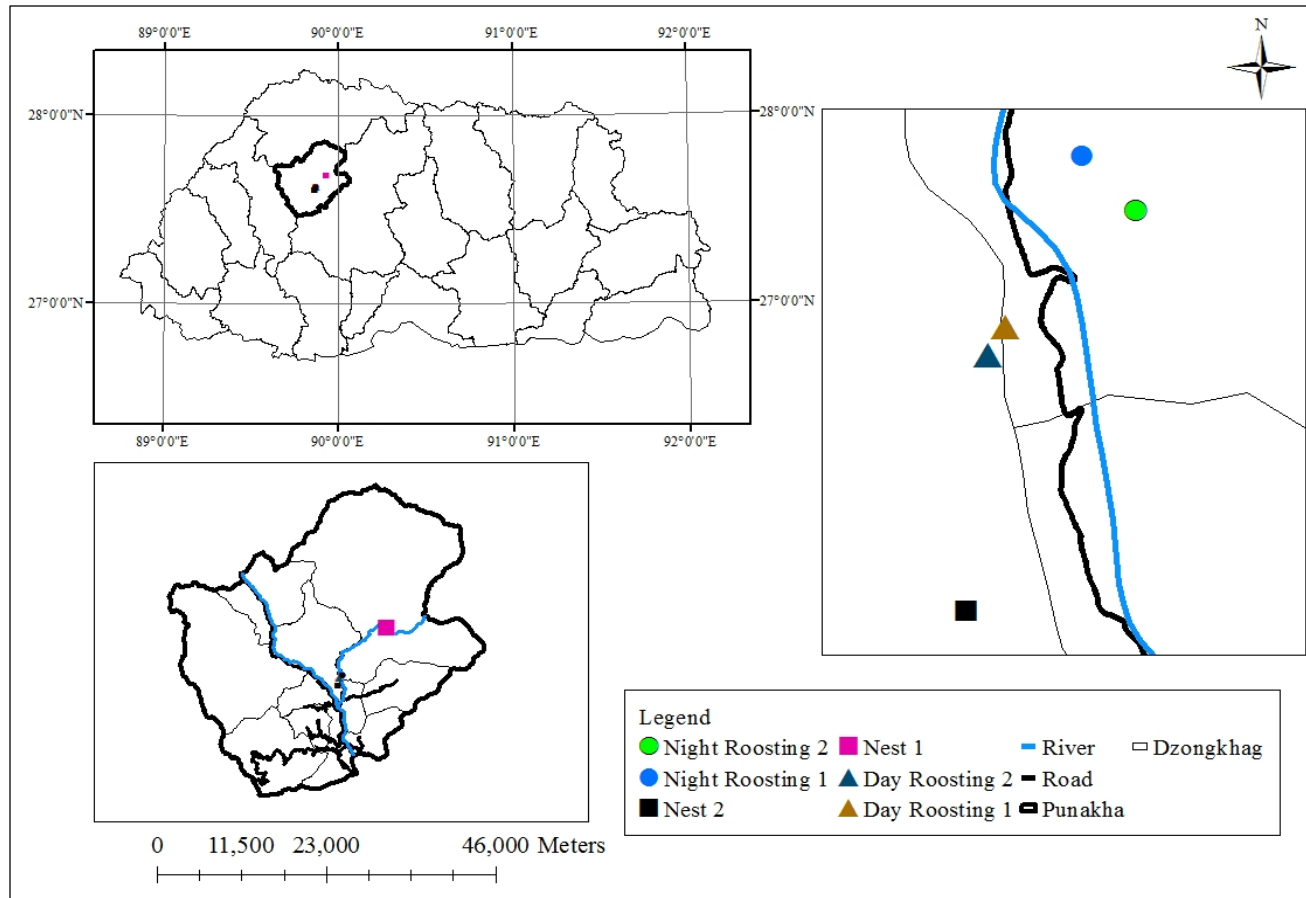 N
89°0'0"E 90°0'0"E 91°0'0"E 92°0'0"E
28°0'0"N 28°0'0"N
27°0'0"N 27°0'0"N
89°0'0"E 90°0'0"E 91°0'0"E 92°0'0"E
Legend
Night Roosting 2 Nest 1 River Dzongkhag
Night Roosting 1 Day Roosting 2 Road
Nest 2 Day Roosting 1 Punakha
0 11,500 23,000 46,000 Meters